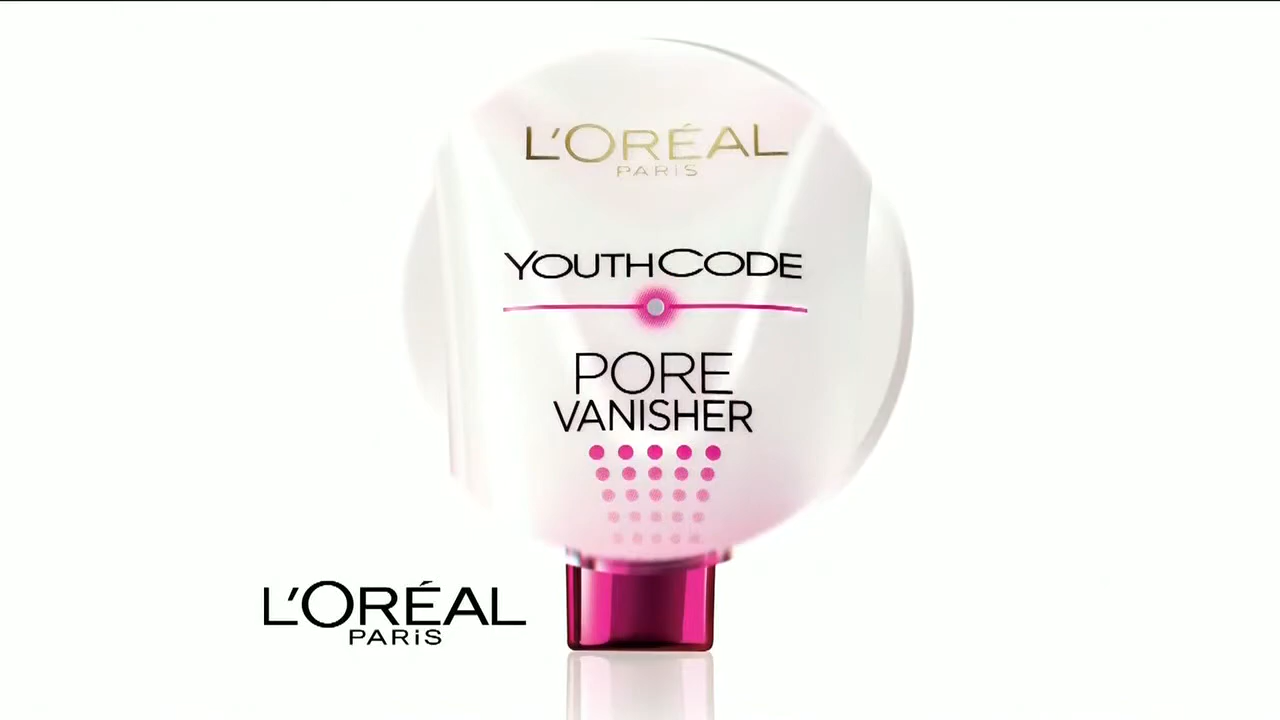 L'ORÉAL
PARiS
YOUTHCODE
PORE
VANISHER
L'ORÉAL
PARiS